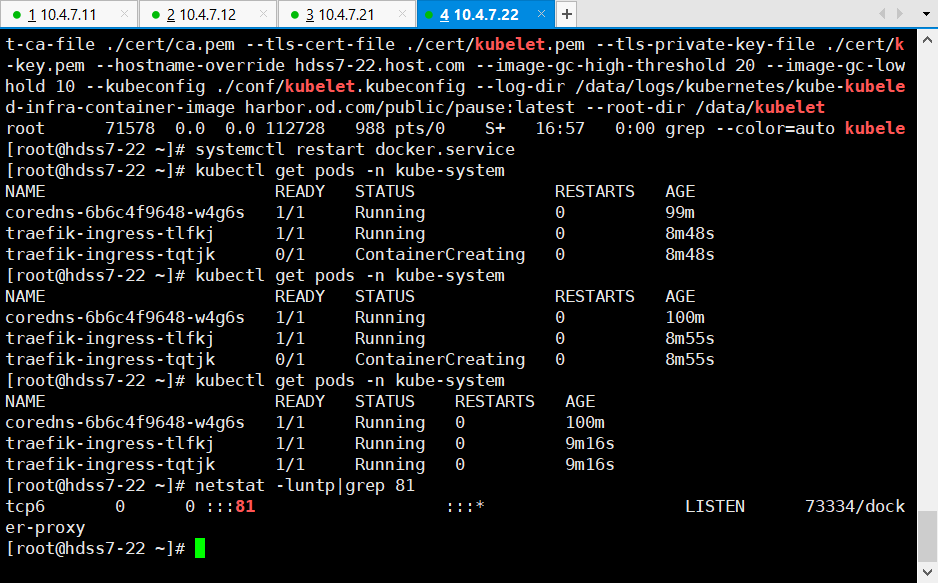 1 10.4.7.11 × 2 10.4.7.12 × 3 10.4.7.21 × 4 10.4.7.22 × +
t-ca-file ./cert/ca.pem --tls-cert-file ./cert/kubelet.pem --tls-private-key-file ./cert/k
-key.pem --hostname-override hdss7-22.host.com --image-gc-high-threshold 20 --image-gc-low
hold 10 --kubeconfig ./conf/kubelet.kubeconfig --log-dir /data/logs/kubernetes/kube-kubele
d-infra-container-image harbor.od.com/public/pause:latest --root-dir /data/kubelet
root      71578  0.0  0.0 112728   988 pts/0    S+   16:57   0:00 grep --color=auto kubele
[root@hdss7-22 ~]# systemctl restart docker.service
[root@hdss7-22 ~]# kubectl get pods -n kube-system
NAME                       READY   STATUS              RESTARTS   AGE
coredns-6b6c4f9648-w4g6s   1/1     Running             0          99m
traefik-ingress-tlfkj      1/1     Running             0          8m48s
traefik-ingress-tqtjk      0/1     ContainerCreating   0          8m48s
[root@hdss7-22 ~]# kubectl get pods -n kube-system
NAME                       READY   STATUS              RESTARTS   AGE
coredns-6b6c4f9648-w4g6s   1/1     Running             0          100m
traefik-ingress-tlfkj      1/1     Running             0          8m55s
traefik-ingress-tqtjk      0/1     ContainerCreating   0          8m55s
[root@hdss7-22 ~]# kubectl get pods -n kube-system
NAME                       READY   STATUS    RESTARTS   AGE
coredns-6b6c4f9648-w4g6s   1/1     Running   0          100m
traefik-ingress-tlfkj      1/1     Running   0          9m16s
traefik-ingress-tqtjk      1/1     Running   0          9m16s
[root@hdss7-22 ~]# netstat -luntp|grep 81
tcp6       0      0 :::81                   :::*                    LISTEN      73334/dock
er-proxy
[root@hdss7-22 ~]#